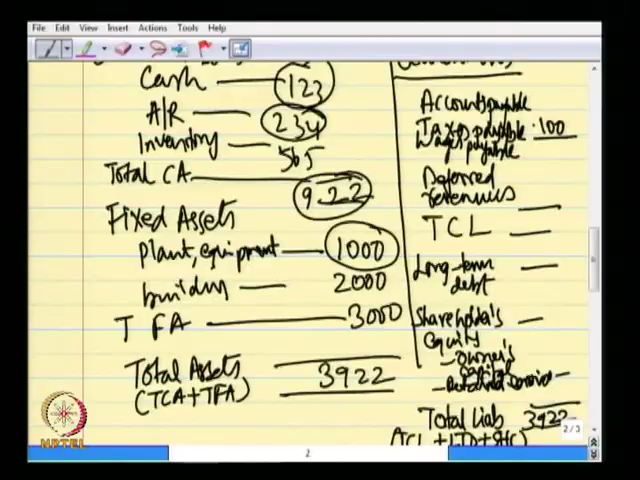 File Edit View Insert Actions Tools Help
Cash 123
A/R 234
Inventory 565
Total CA 922
Fixed Assets
Plant, equipment 1000
building 2000
T FA 3000
Total Assets 3922
(TCA+TFA)
Accounts payable
Taxes payable 100
Wages payable
Deferred
revenues
TCL
Long-term
debt
Shareholder's
equity
- Owner's
Total Liab 3922
2/3
NPTEL
2